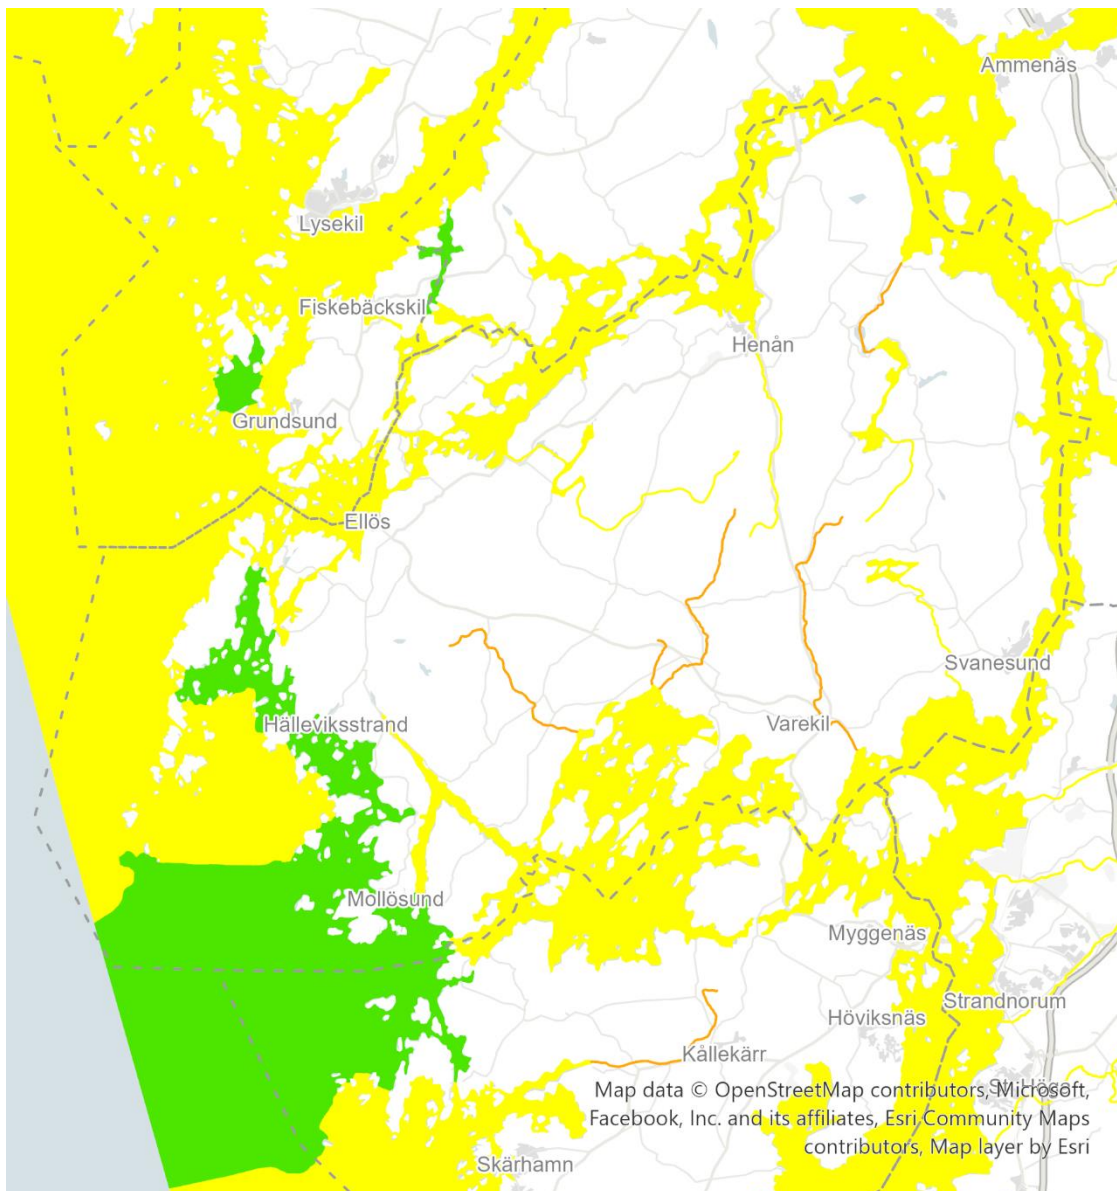 Ammenäs
Lysekil
Fiskebäckskil
Henån
Grundsund
Ellös
Svanesund
Hälleviksstrand
Varekil
Mollösund
Myggenäs
Strandnorum
Höviksnäs
Kållekärr
Map data © OpenStreetMap contributors, Microsoft,
Facebook, Inc. and its affiliates, Esri Community Maps
contributors, Map layer by Esri
Skärhamn